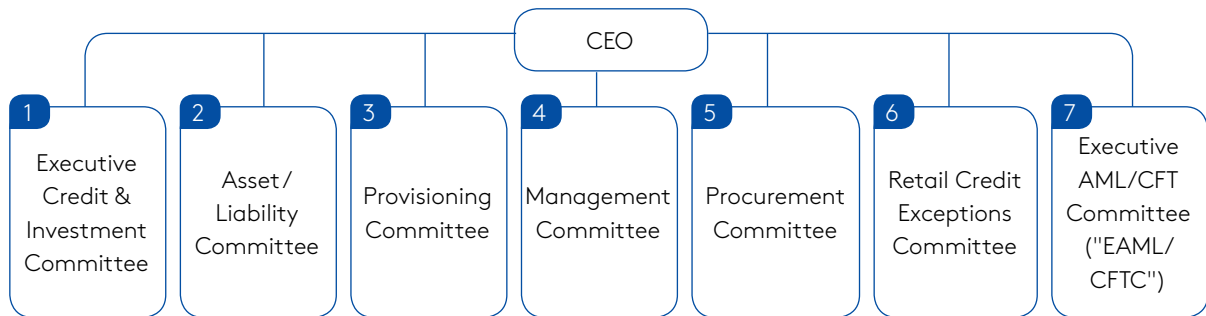 CEO
1
Executive
Credit &
Investment
Committee
2
Asset/
Liability
Committee
3
Provisioning
Committee
4
Management
Committee
5
Procurement
Committee
6
Retail Credit
Exceptions
Committee
7
Executive
AML/CFT
Committee
("EAML/
CFTC")